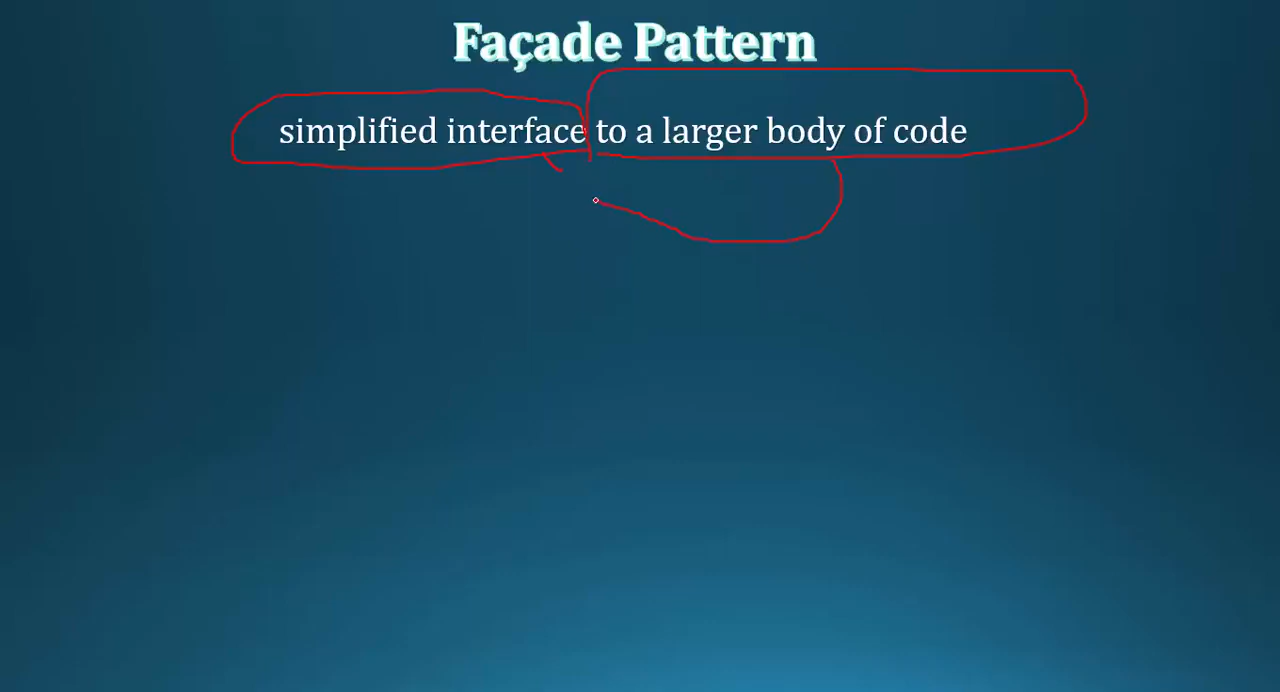 Façade Pattern
simplified interface to a larger body of code